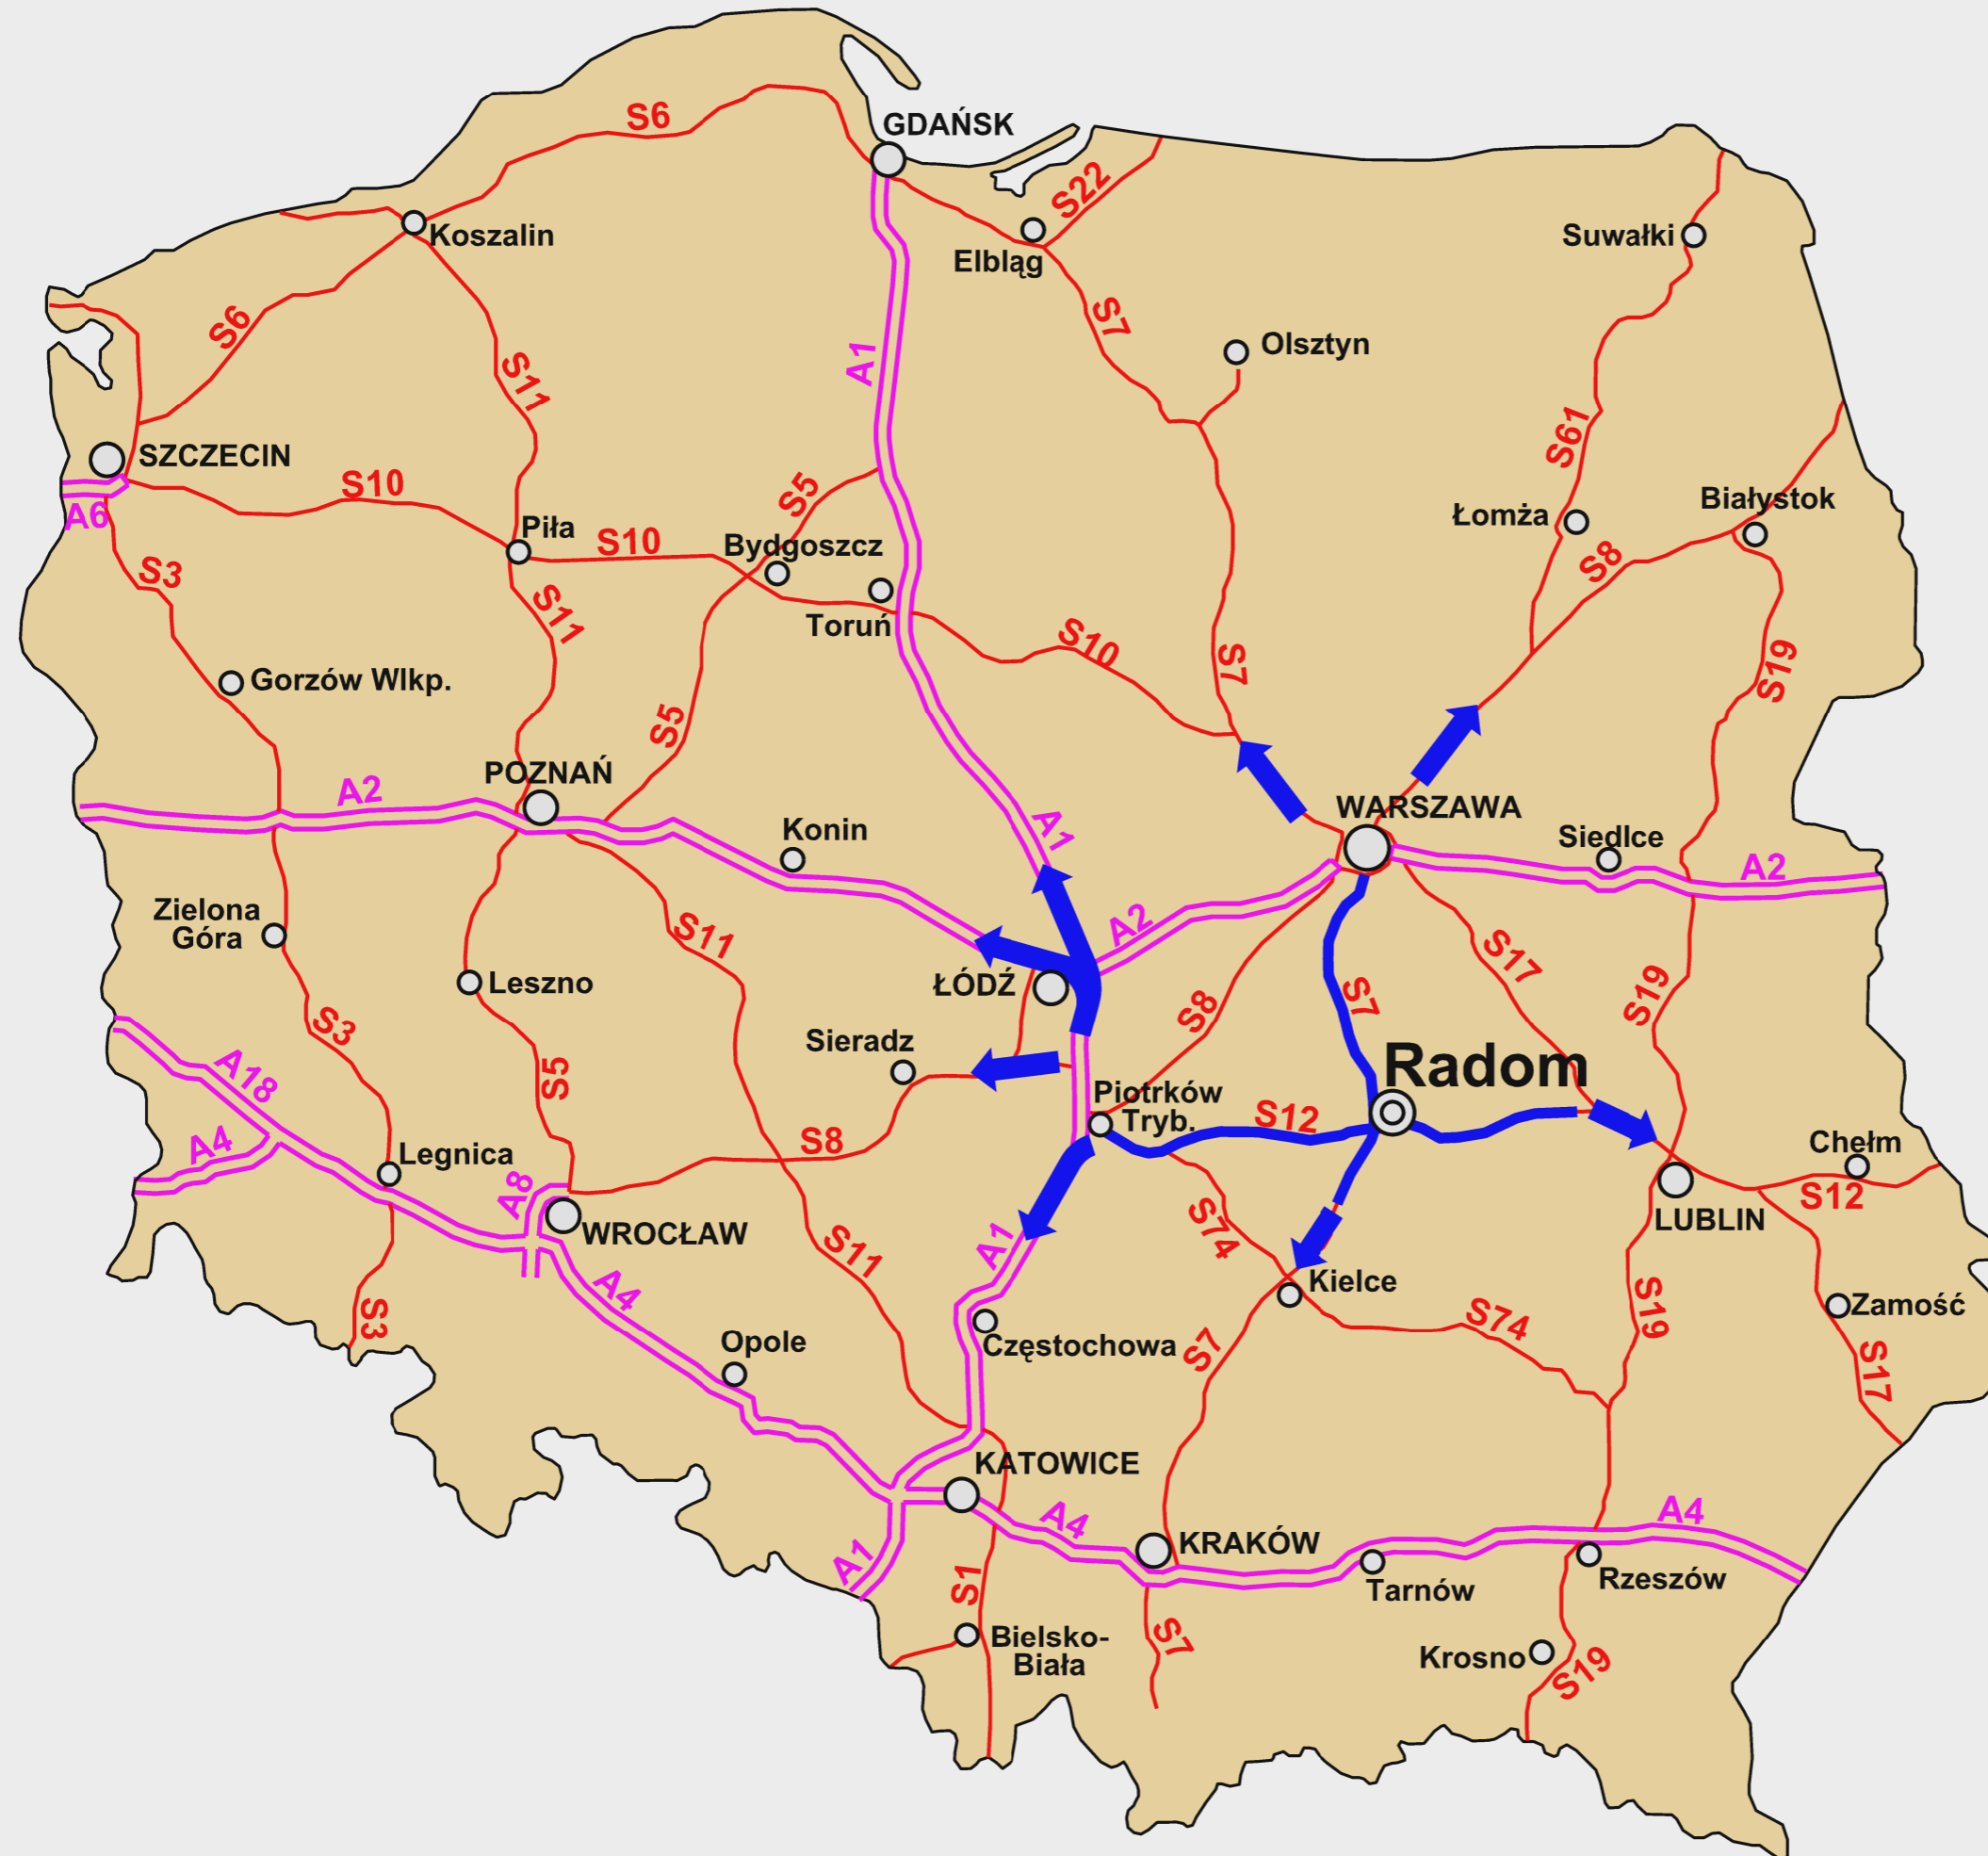 S6
GDAŃSK
S22
Koszalin
Elbląg
Suwałki
S6
S11
A1
S7
Olsztyn
SZCZECIN
S10
A6
S61
S5
Łomża
Białystok
Piła
S10
Bydgoszcz
S8
S3
S11
Toruń
S10
S7
S19
Gorzów Wlkp.
S5
POZNAŃ
A2
Konin
A1
WARSZAWA
Siedlce
A2
Zielona
Góra
S11
A2
S17
Leszno
ŁÓDŹ
S7
S8
S19
S3
Sieradz
Radom
A18
S5
Piotrków
Tryb.
S12
A4
Legnica
S8
Chełm
A8
S12
WROCŁAW
S74
LUBLIN
A1
S11
A4
Kielce
S3
Opole
Częstochowa
S7
S74
S19
Zamość
S17
KATOWICE
A4
KRAKÓW
A4
A1
S1
Tarnów
Rzeszów
Bielsko-
Biała
S7
Krosno
S19